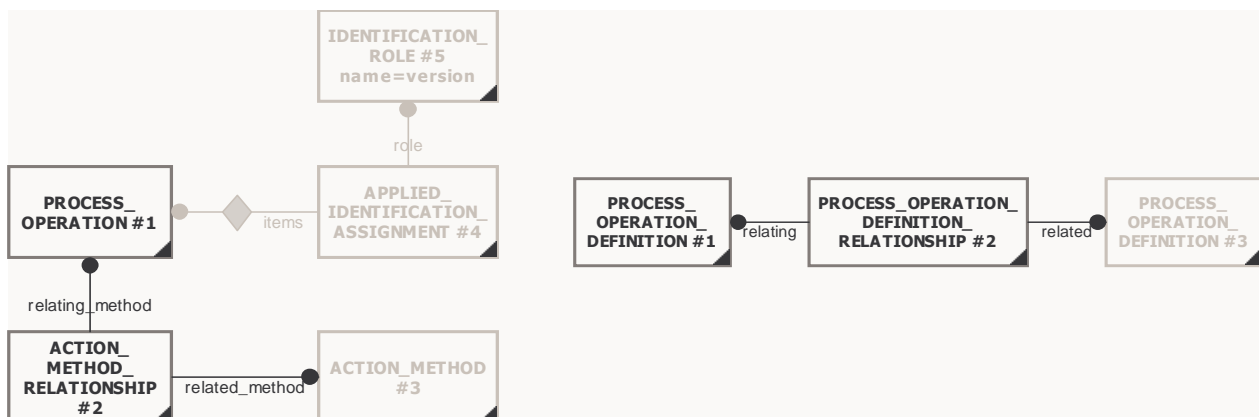 IDENTIFICATION_
ROLE #5
name=version
role
PROCESS_
OPERATION #1
items
APPLIED_
IDENTIFICATION_
ASSIGNMENT #4
relating_method
ACTION_
METHOD_
RELATIONSHIP
#2
related_method
ACTION_METHOD
#3
PROCESS_
OPERATION_
DEFINITION #1
relating
PROCESS_OPERATION_
DEFINITION_
RELATIONSHIP #2
related
PROCESS_
OPERATION_
DEFINITION #3